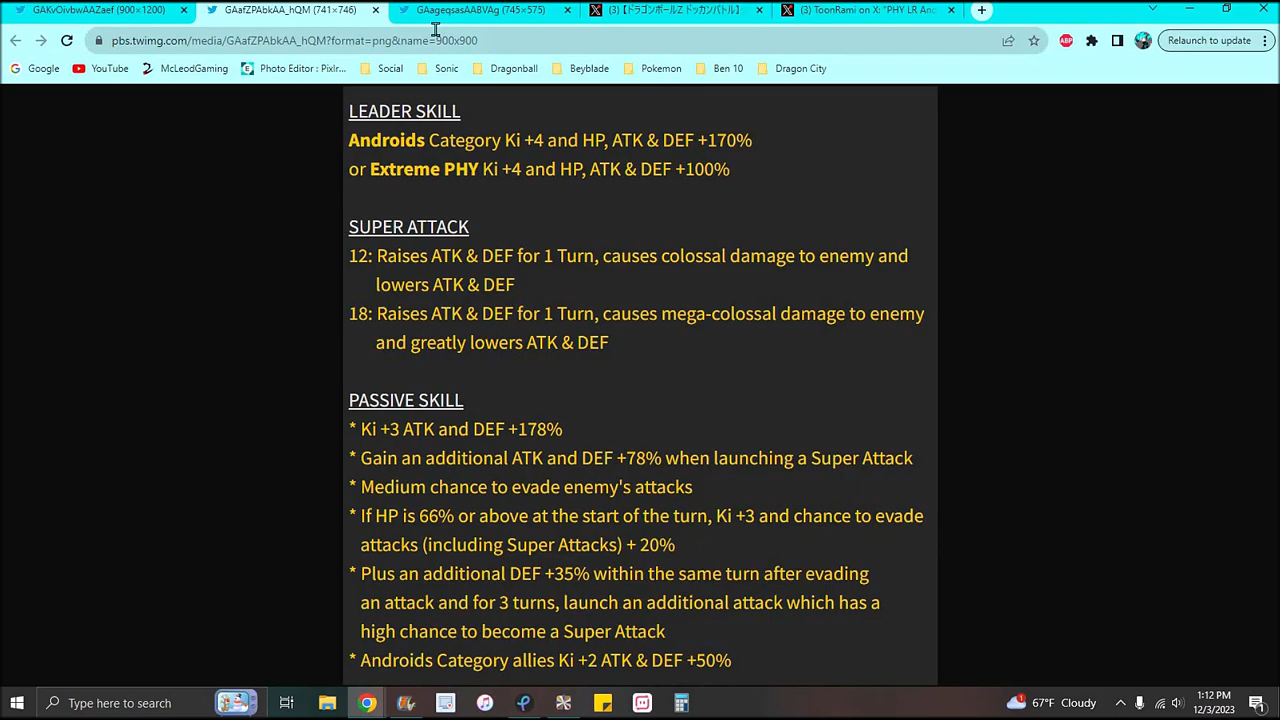 GAKvOivbwAAZaef (900×1200)
GAafZPAbkAA_hQM (741×746)
GAageqsasAABVAg (745×575)
(3) 【ドラゴンボールZ ドッカンバトル】
(3) ToonRami on X: "PHY LR And
pbs.twimg.com/media/GAafZPAbkAA_hQM?format=png&name=900x900
ABP
Relaunch to update
Google
YouTube
McLeodGaming
Photo Editor : Pixlr...
Social
Sonic
Dragonball
Beyblade
Pokemon
Ben 10
Dragon City
LEADER SKILL
Androids Category Ki +4 and HP, ATK & DEF +170%
or Extreme PHY Ki +4 and HP, ATK & DEF +100%
SUPER ATTACK
12: Raises ATK & DEF for 1 Turn, causes colossal damage to enemy and
lowers ATK & DEF
18: Raises ATK & DEF for 1 Turn, causes mega-colossal damage to enemy
and greatly lowers ATK & DEF
PASSIVE SKILL
* Ki +3 ATK and DEF +178%
* Gain an additional ATK and DEF +78% when launching a Super Attack
* Medium chance to evade enemy's attacks
* If HP is 66% or above at the start of the turn, Ki +3 and chance to evade
attacks (including Super Attacks) + 20%
* Plus an additional DEF +35% within the same turn after evading
an attack and for 3 turns, launch an additional attack which has a
high chance to become a Super Attack
* Androids Category allies Ki +2 ATK & DEF +50%
Type here to search
67°F Cloudy
1:12 PM
12/3/2023